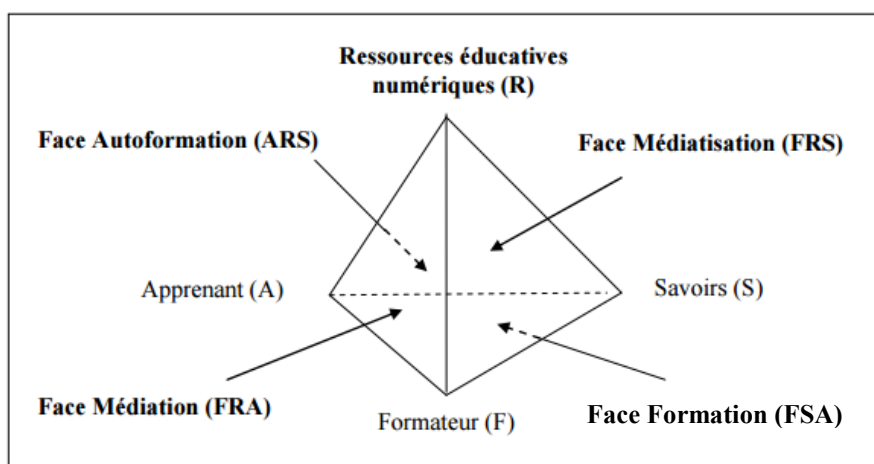 Ressources éducatives
numériques (R)
Face Autoformation (ARS)
Face Médiatisation (FRS)
Apprenant (A)
Savoirs (S)
Face Médiation (FRA)
Formateur (F)
Face Formation (FSA)